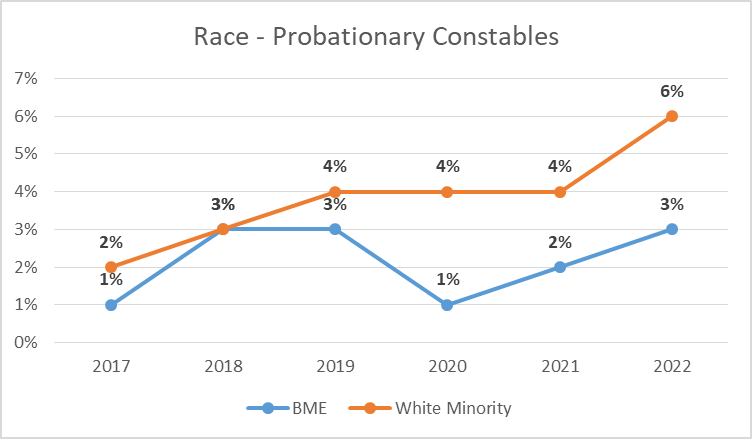 Race - Probationary Constables
7%
6%
5%
4%
3%
2%
1%
0%
2% 3% 4% 4% 4% 6%
1% 3% 3% 1% 2% 3%
2017 2018 2019 2020 2021 2022
BME White Minority